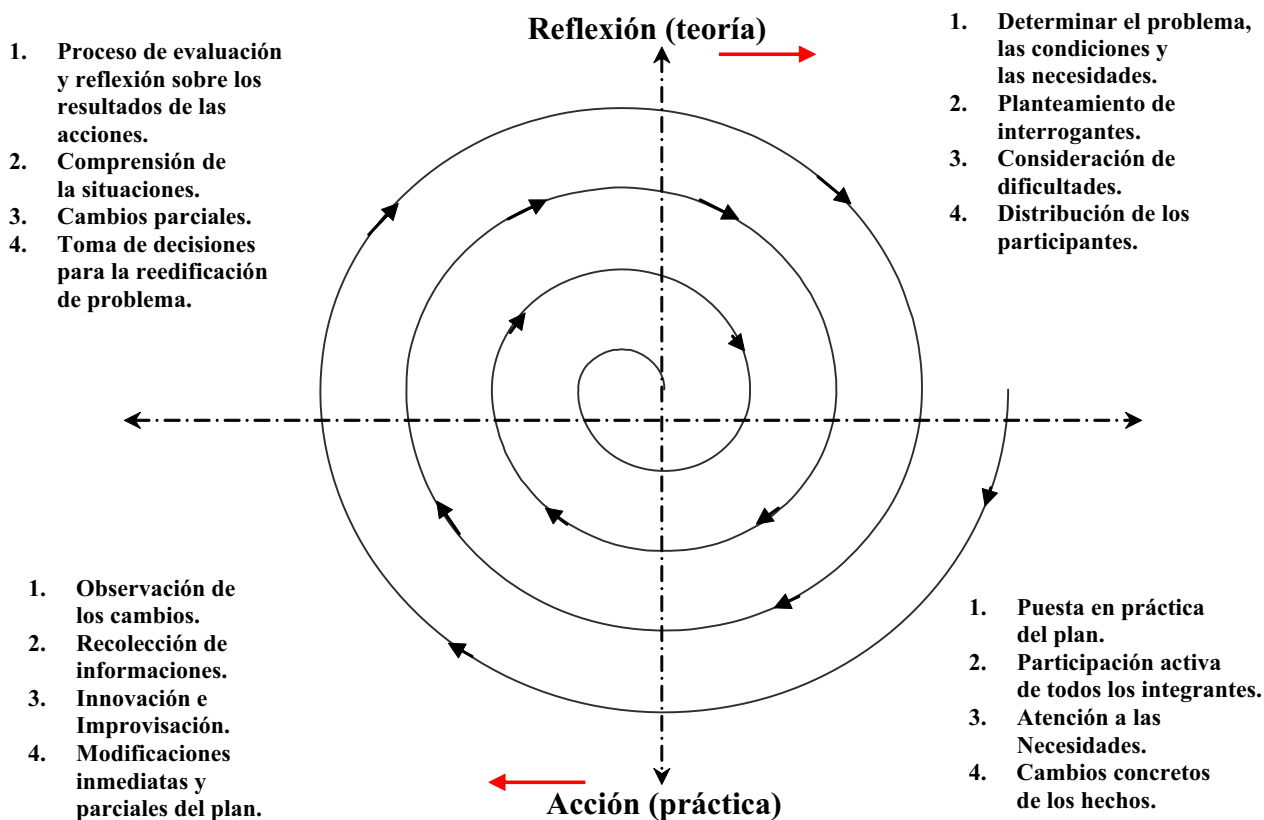 Reflexión (teoría)
1. Proceso de evaluación
y reflexión sobre los
resultados de las
acciones.
2. Comprensión de
la situaciones.
3. Cambios parciales.
4. Toma de decisiones
para la reedificación
de problema.
1. Determinar el problema,
las condiciones y
las necesidades.
2. Planteamiento de
interrogantes.
3. Consideración de
dificultades.
4. Distribución de los
participantes.
1. Observación de
los cambios.
2. Recolección de
informaciones.
3. Innovación e
Improvisación.
4. Modificaciones
inmediatas y
parciales del plan.
1. Puesta en práctica
del plan.
2. Participación activa
de todos los integrantes.
3. Atención a las
Necesidades.
4. Cambios concretos
de los hechos.
Acción (práctica)